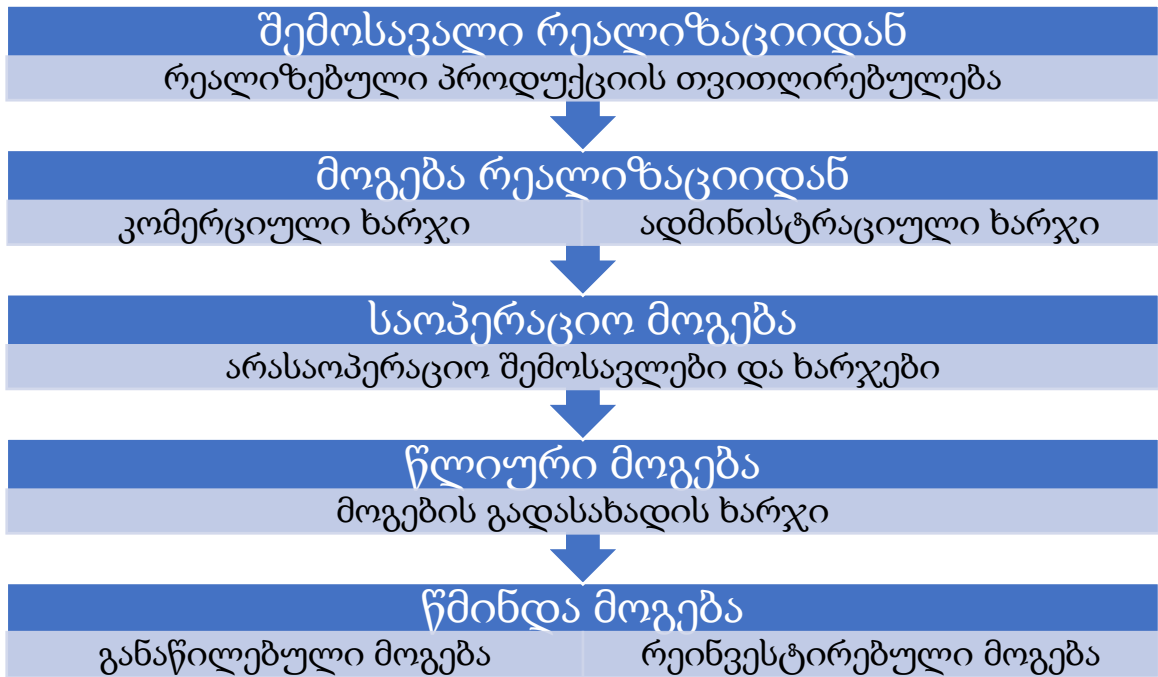 შემოსავალი რეალიზაციიდან
რეალიზებული პროდუქციის თვითღირებულება
მოგება რეალიზაციიდან
კომერციული ხარჯი ადმინისტრაციული ხარჯი
საოპერაციო მოგება
არასაოპერაციო შემოსავლები და ხარჯები
წლიური მოგება
მოგების გადასახადის ხარჯი
წმინდა მოგება
განაწილებული მოგება რეინვესტირებული მოგება